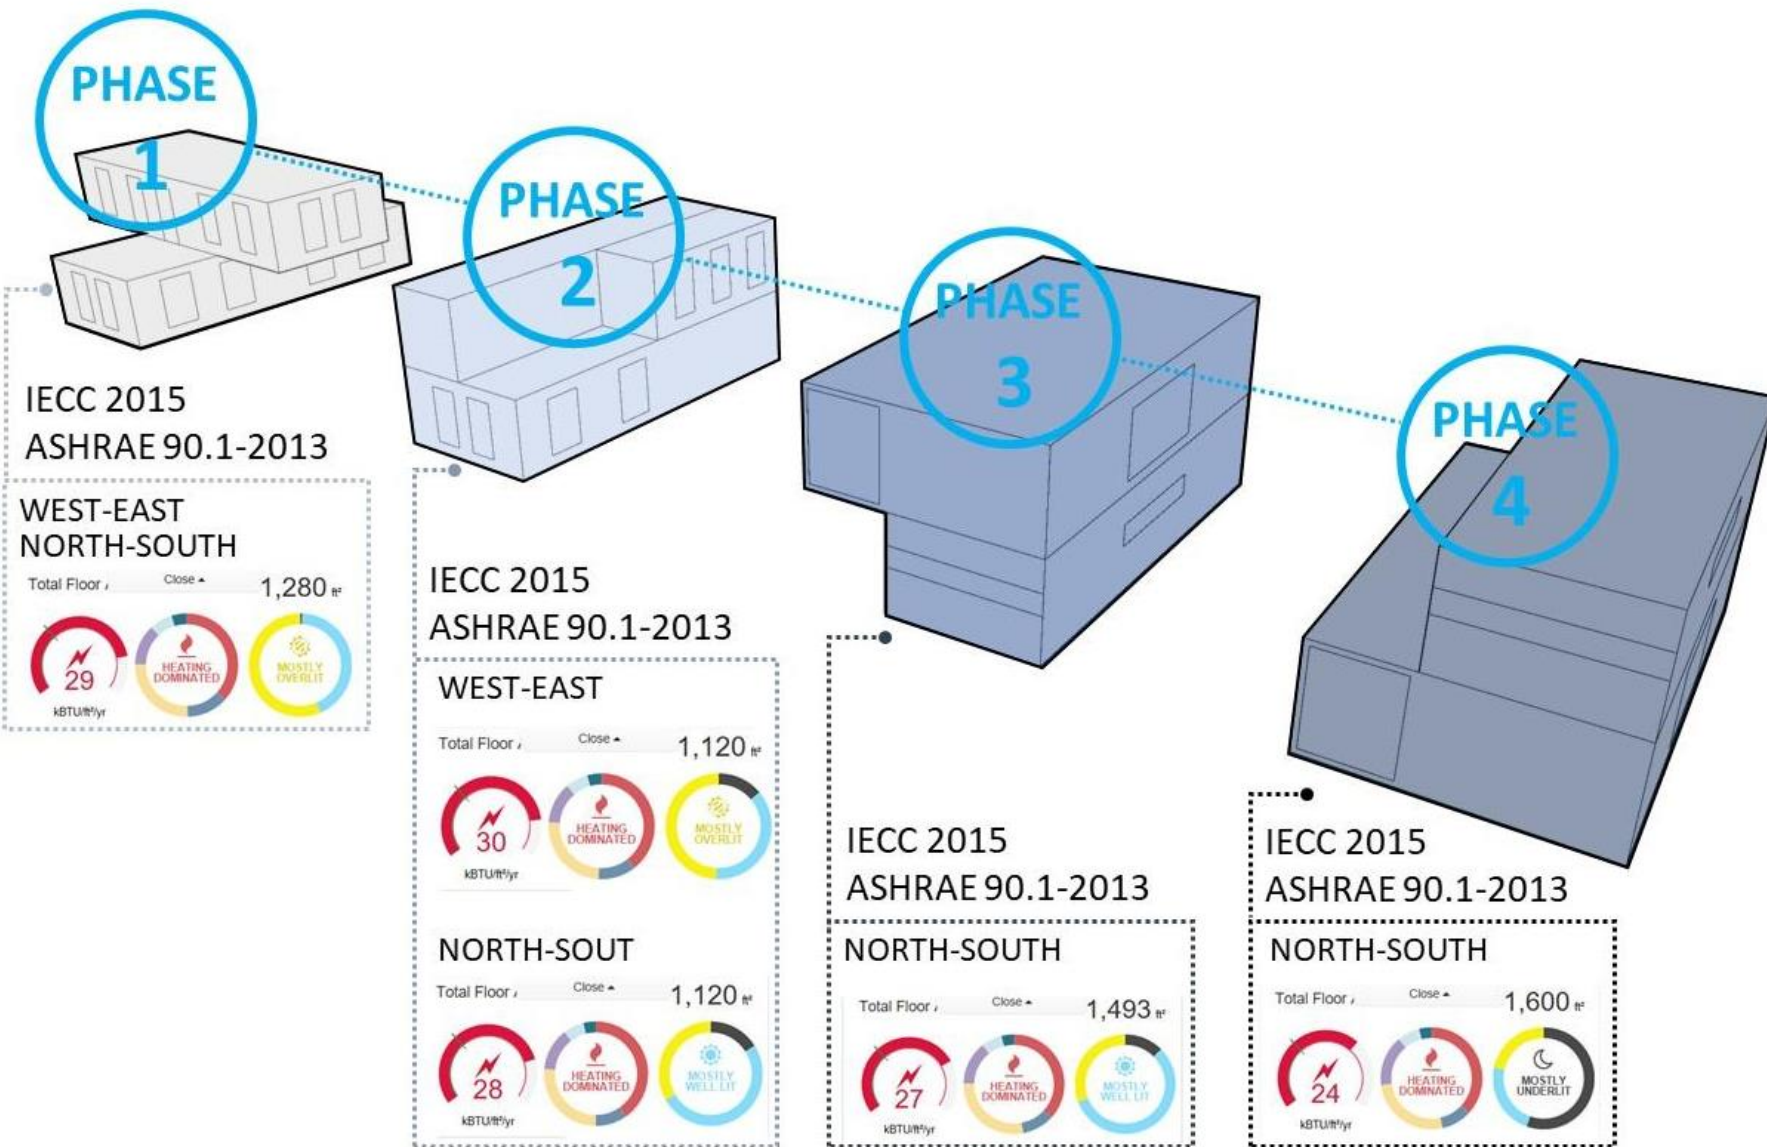 PHASE
1
IECC 2015
ASHRAE 90.1-2013
WEST-EAST
NORTH-SOUTH
Total Floor Close 1,280 ft²
29
kBTU/ft²/yr
HEATING
DOMINATED
MOSTLY
OVERLIT
PHASE
2
IECC 2015
ASHRAE 90.1-2013
WEST-EAST
Total Floor Close 1,120 ft²
30
kBTU/ft²/yr
HEATING
DOMINATED
MOSTLY
OVERLIT
NORTH-SOUT
Total Floor Close 1,120 ft²
28
kBTU/ft²/yr
HEATING
DOMINATED
MOSTLY
WELL LIT
PHASE
3
IECC 2015
ASHRAE 90.1-2013
NORTH-SOUTH
Total Floor Close 1,493 ft²
27
kBTU/ft²/yr
HEATING
DOMINATED
MOSTLY
WELL LIT
PHASE
4
IECC 2015
ASHRAE 90.1-2013
NORTH-SOUTH
Total Floor Close 1,600 ft²
24
kBTU/ft²/yr
HEATING
DOMINATED
MOSTLY
UNDERLIT